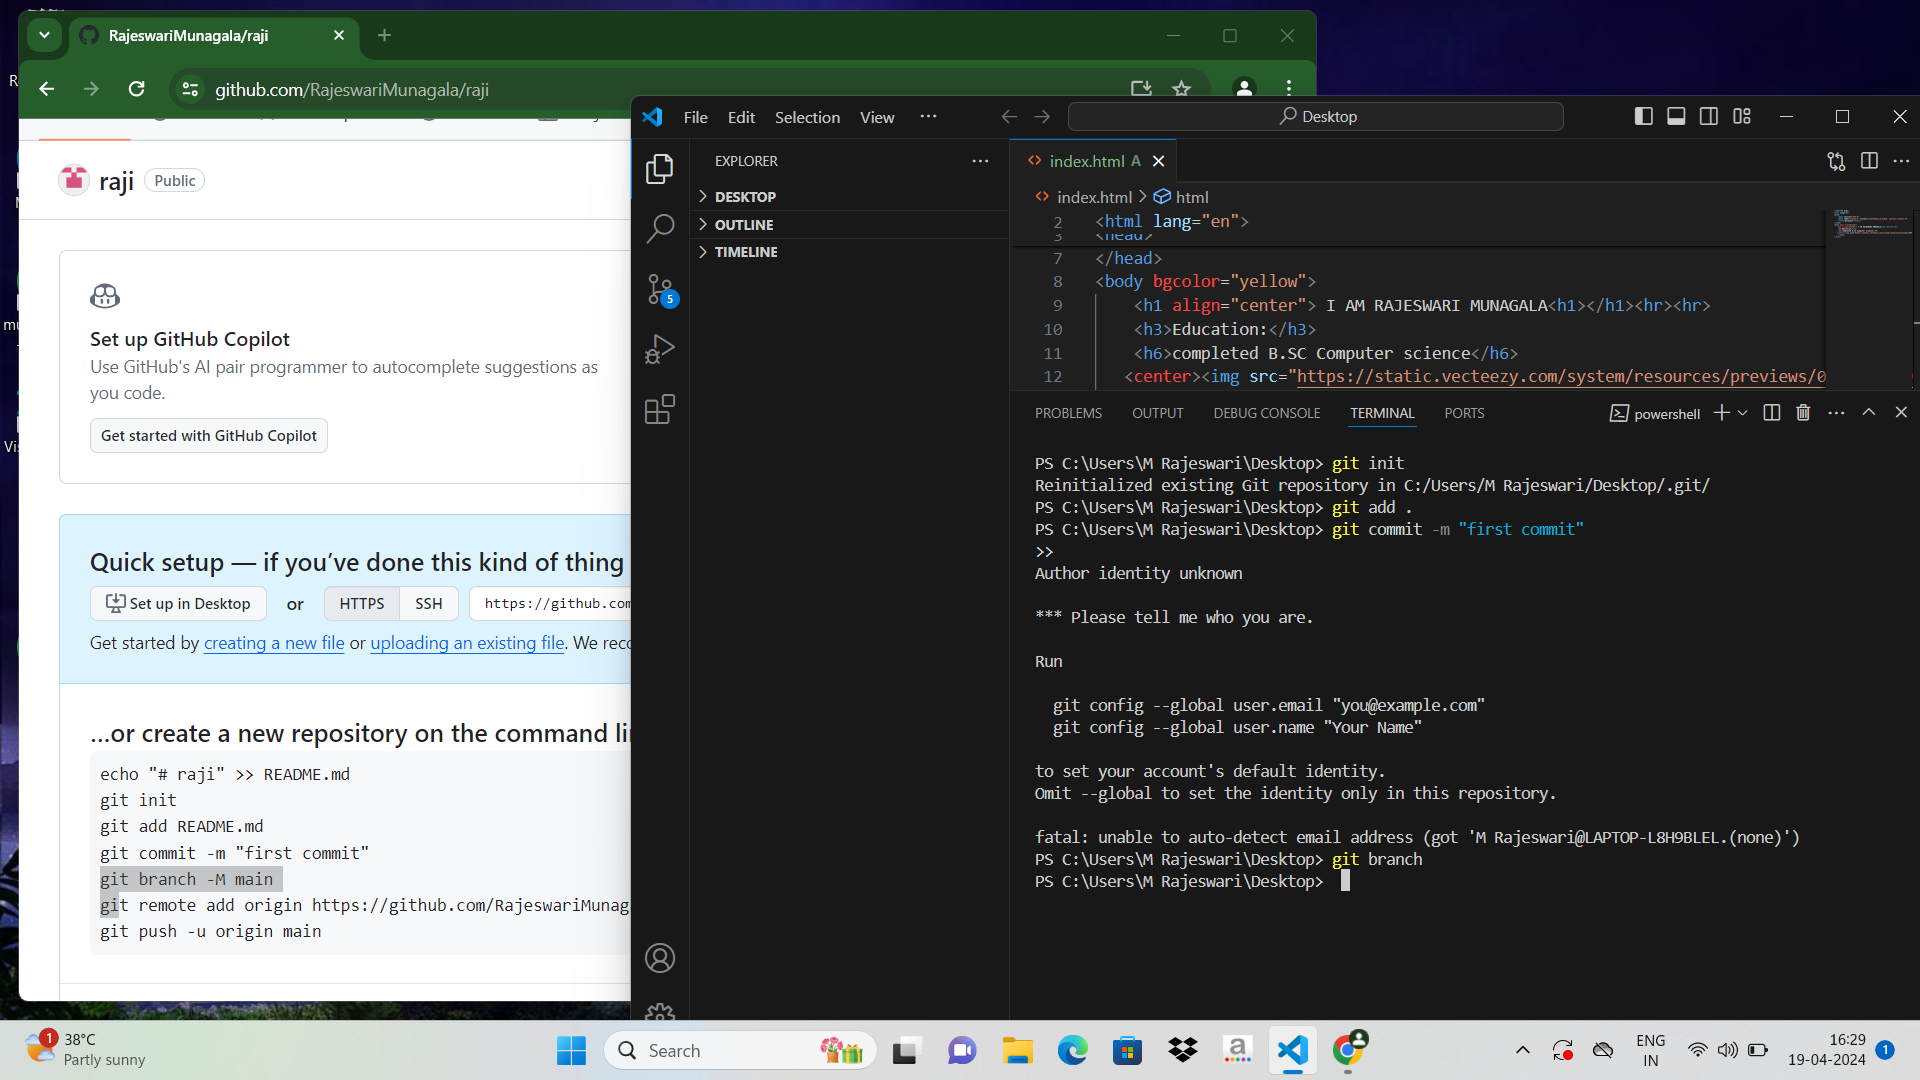 RajeswariMunagala/raji
github.com/RajeswariMunagala/raji
raji Public
Set up GitHub Copilot
Use GitHub's AI pair programmer to autocomplete suggestions as
you code.
Get started with GitHub Copilot
Quick setup — if you've done this kind of thing
Set up in Desktop or HTTPS SSH https://github.com
Get started by creating a new file or uploading an existing file. We reco
...or create a new repository on the command li
echo "# raji" >> README.md
git init
git add README.md
git commit -m "first commit"
git branch -M main
git remote add origin https://github.com/RajeswariMunag
git push -u origin main
File Edit Selection View ... Desktop
EXPLORER ...
DESKTOP
OUTLINE
TIMELINE
5
index.html A
index.html > html
2 <html lang="en">
3 <head>
7 </head>
8 <body bgcolor="yellow">
9 <h1 align="center"> I AM RAJESWARI MUNAGALA<h1></h1><hr><hr>
10 <h3>Education:</h3>
11 <h6>completed B.SC Computer science</h6>
12 <center><img src="https://static.vecteezy.com/system/resources/previews/0
PROBLEMS OUTPUT DEBUG CONSOLE TERMINAL PORTS powershell
PS C:\Users\M Rajeswari\Desktop> git init
Reinitialized existing Git repository in C:/Users/M Rajeswari/Desktop/.git/
PS C:\Users\M Rajeswari\Desktop> git add .
PS C:\Users\M Rajeswari\Desktop> git commit -m "first commit"
>>
Author identity unknown
*** Please tell me who you are.
Run
git config --global user.email "you@example.com"
git config --global user.name "Your Name"
to set your account's default identity.
Omit --global to set the identity only in this repository.
fatal: unable to auto-detect email address (got 'M Rajeswari@LAPTOP-L8H9BLEL.(none)')
PS C:\Users\M Rajeswari\Desktop> git branch
PS C:\Users\M Rajeswari\Desktop>
1 38°C
Partly sunny
Search
ENG
IN
16:29
19-04-2024
1